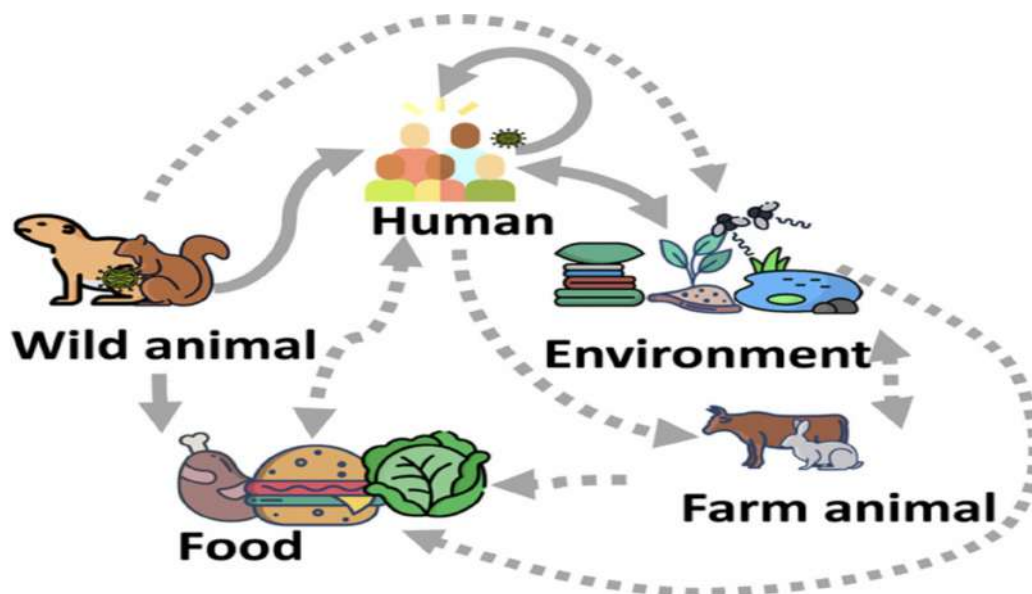 Human
Wild animal
Environment
Farm animal
Food